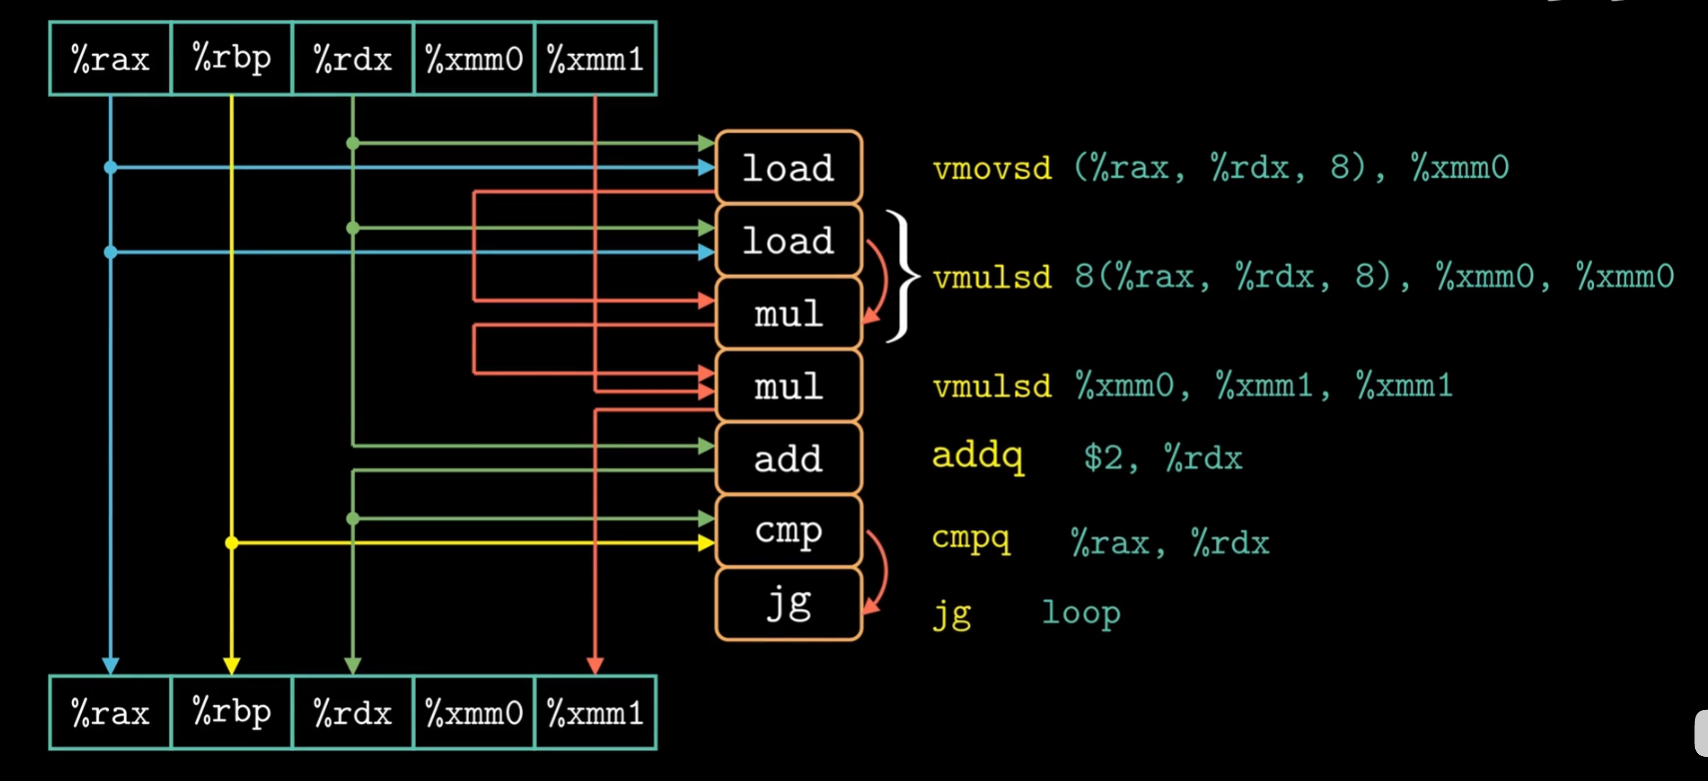 %rax %rbp %rdx %xmm0 %xmm1
load vmovsd (%rax, %rdx, 8), %xmm0
load
vmulsd 8(%rax, %rdx, 8), %xmm0, %xmm0
mul
mul vmulsd %xmm0, %xmm1, %xmm1
add addq $2, %rdx
cmp cmpq %rax, %rdx
jg jg loop
%rax %rbp %rdx %xmm0 %xmm1